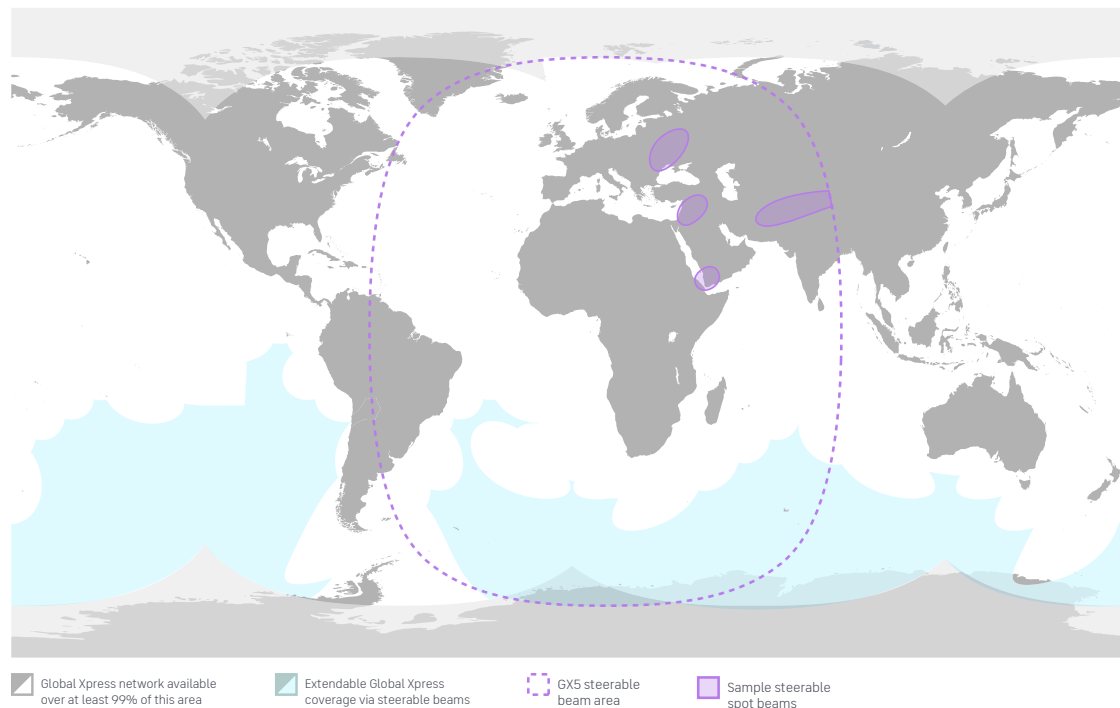 Global Xpress network available
over at least 99% of this area
Extendable Global Xpress
coverage via steerable beams
GX5 steerable
beam area
Sample steerable
spot beams